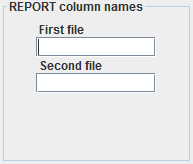 REPORT column names
First file
Second file